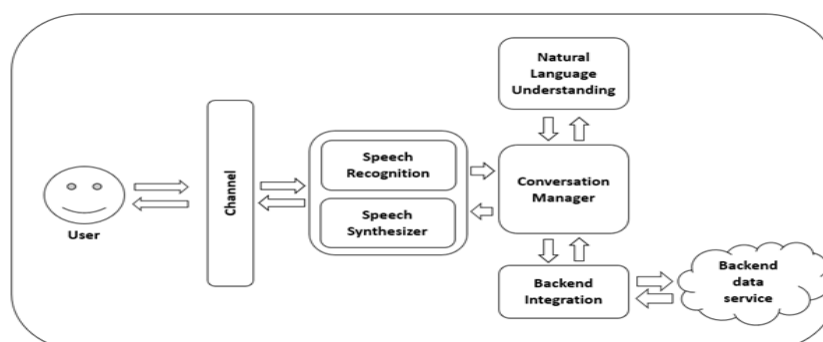 Natural
Language
Understanding
Speech
Recognition
Channel
Conversation
Manager
User
Speech
Synthesizer
Backend
Integration
Backend
data
service